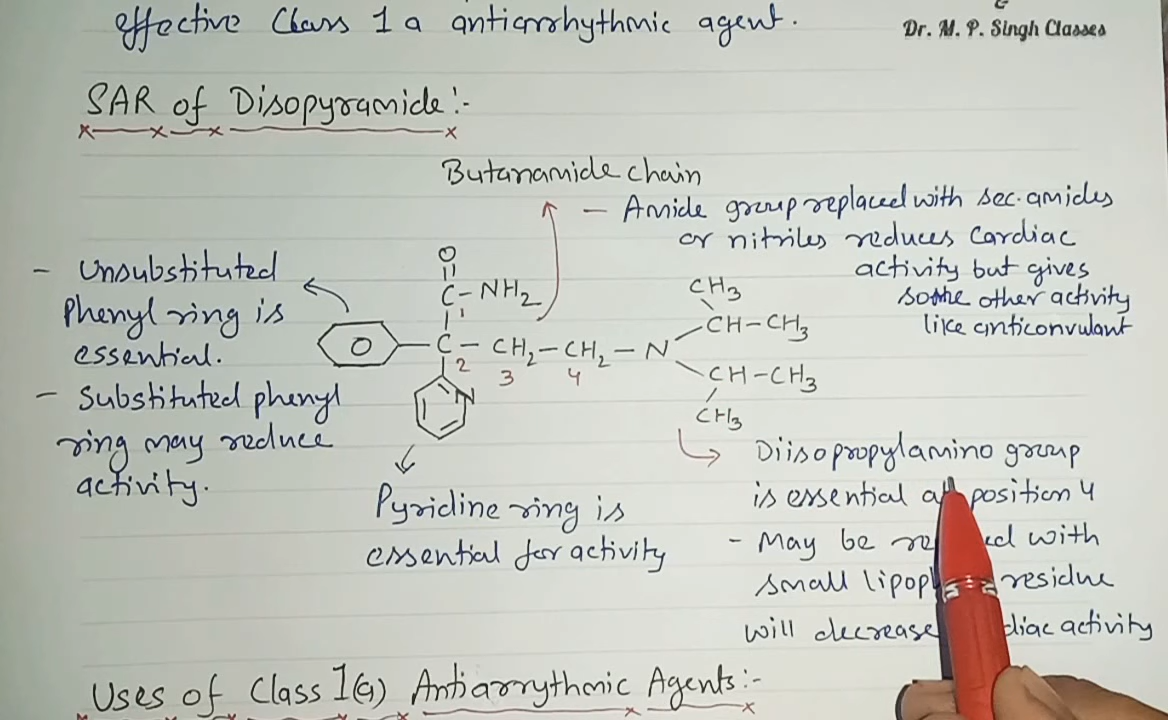 effective Class 1 a antiarrhythmic agent.
Dr. M. P. Singh Classes
SAR of Disopyramide:-
Butanamide chain
- Amide group replaced with sec. amides
or nitriles reduces cardiac
activity but gives
some other activity
like anticonvulant
- Unsubstituted
phenyl ring is
essential.
- Substituted phenyl
ring may reduce
activity.
O
C-NH2
1
C-CH2-CH2-N
2 3 4
N
CH3
CH-CH3
CH-CH3
CH3
Pyridine ring is
essential for activity
Diisopropylamino group
is essential position 4
- May be with
small residue
will decrease activity
Uses of Class 1(a) Antiarrythmic Agents:-